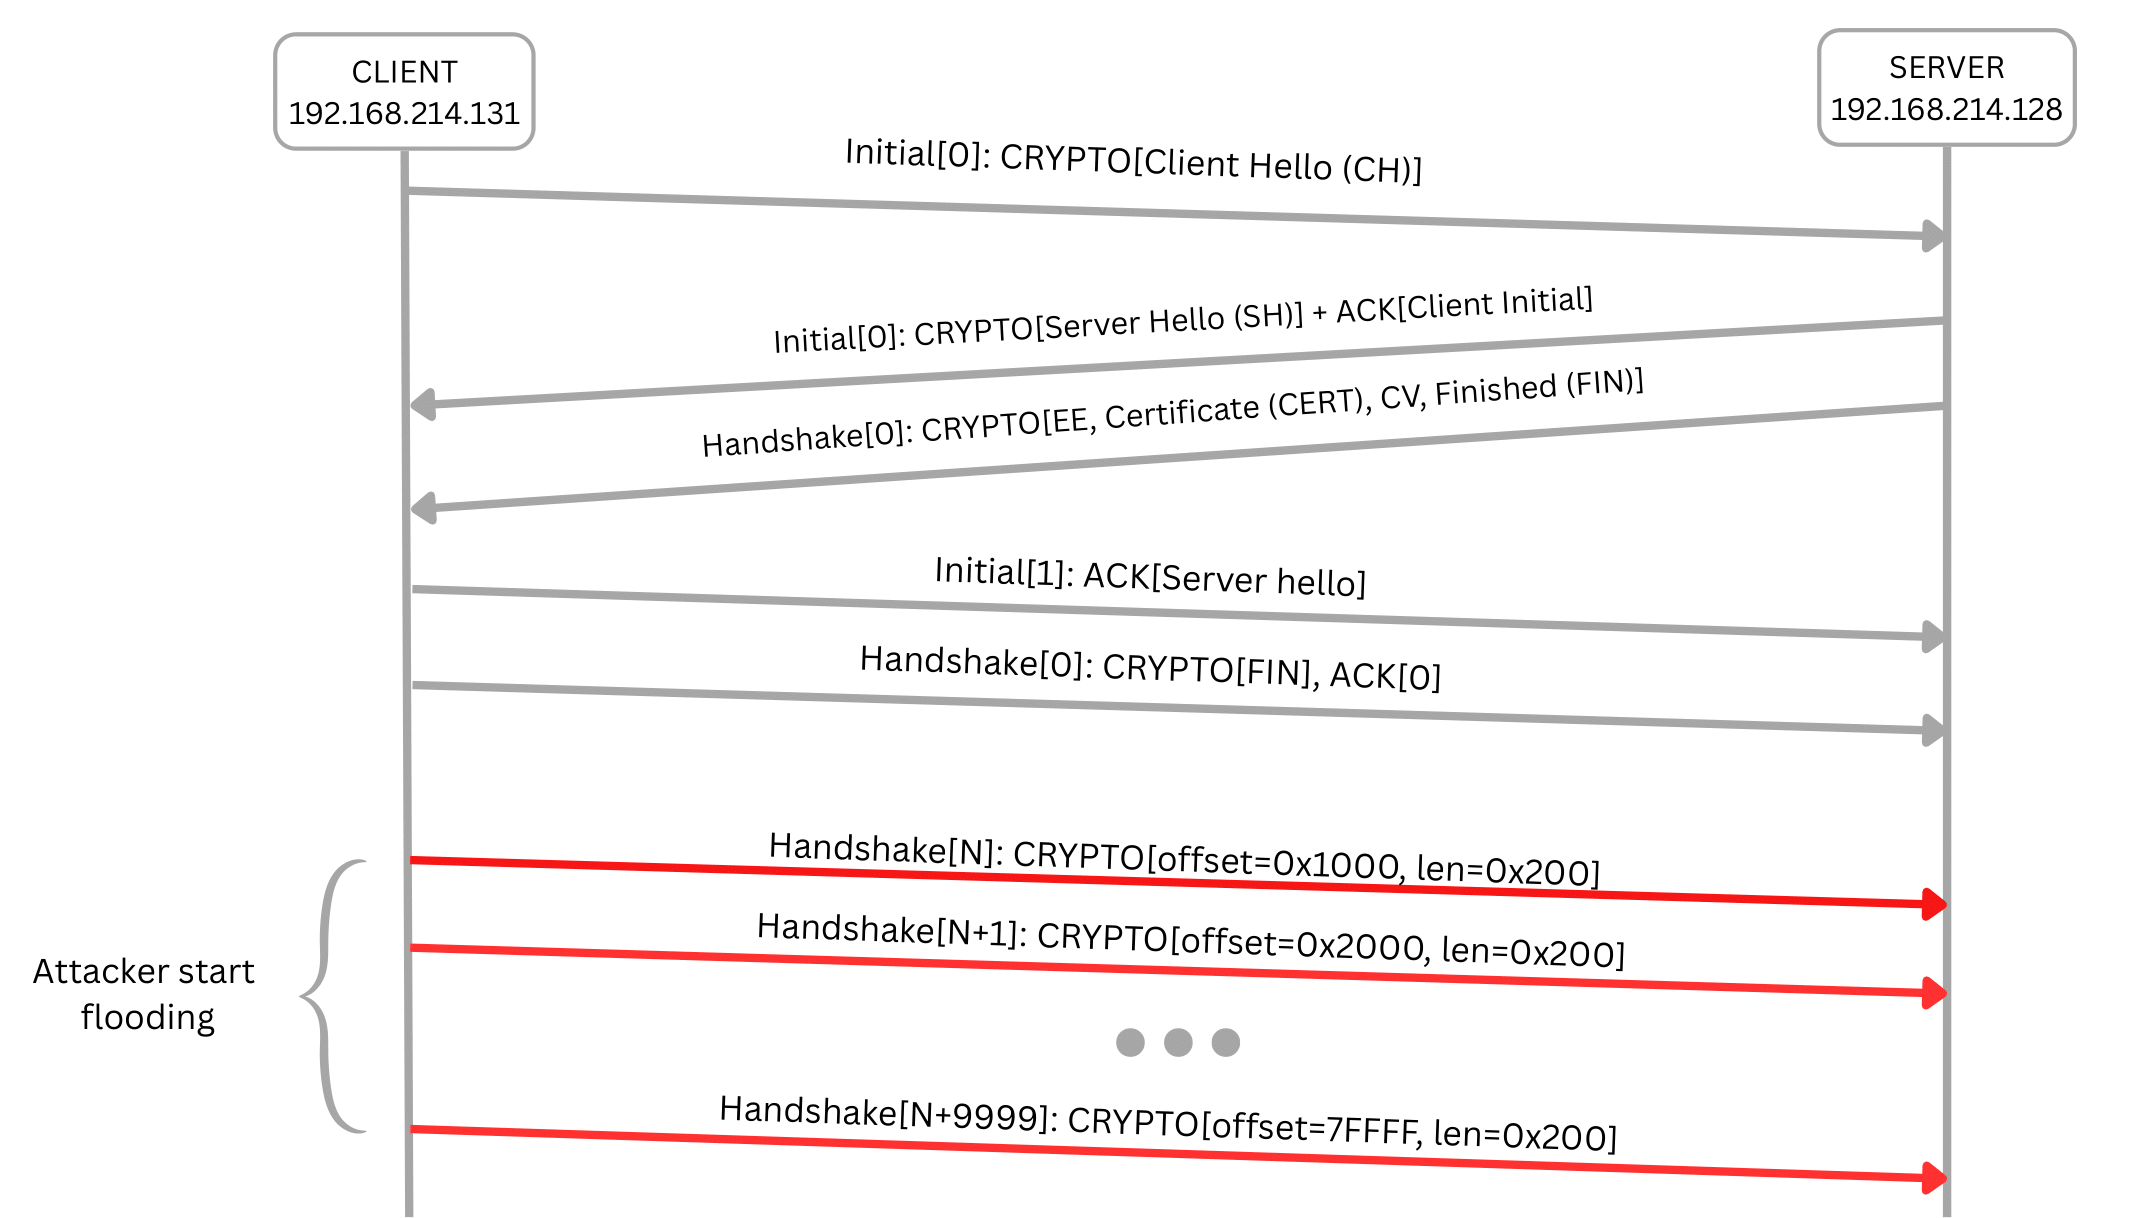 CLIENT
192.168.214.131
SERVER
192.168.214.128
Initial[0]: CRYPTO[Client Hello (CH)]
Initial[0]: CRYPTO[Server Hello (SH)] + ACK[Client Initial]
Handshake[0]: CRYPTO[EE, Certificate (CERT), CV, Finished (FIN)]
Initial[1]: ACK[Server hello]
Handshake[0]: CRYPTO[FIN], ACK[0]
Handshake[N]: CRYPTO[offset=0x1000, len=0x200]
Handshake[N+1]: CRYPTO[offset=0x2000, len=0x200]
Attacker start
flooding
Handshake[N+9999]: CRYPTO[offset=7FFFF, len=0x200]